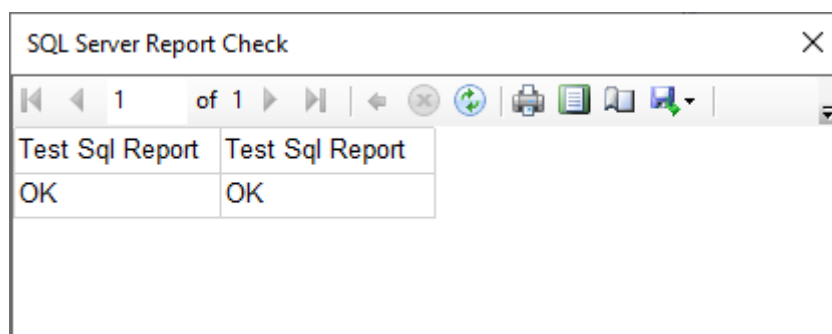 SQL Server Report Check
1 of 1
Test Sql Report Test Sql Report
OK OK